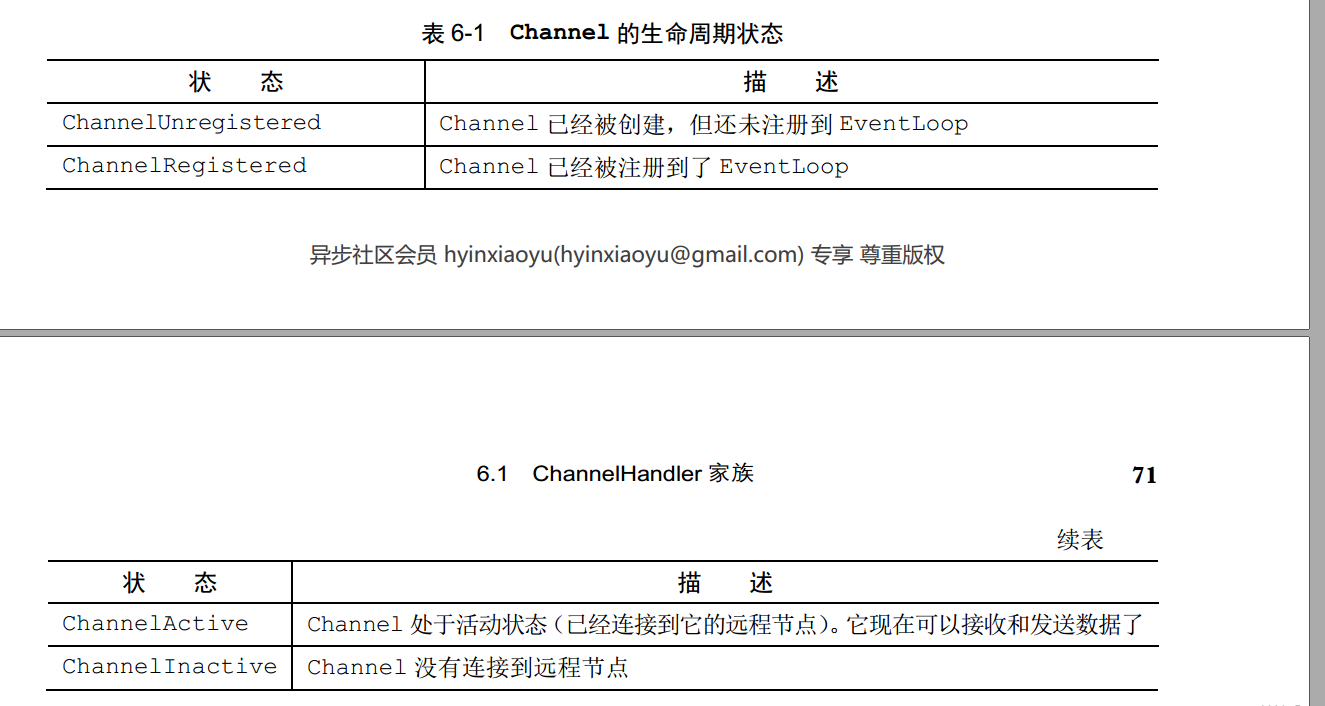 表 6-1 Channel 的生命周期状态
状 态 描 述
ChannelUnregistered Channel 已经被创建，但还未注册到 EventLoop
ChannelRegistered Channel 已经被注册到了 EventLoop
异步社区会员 hyinxiaoyu(hyinxiaoyu@gmail.com) 专享 尊重版权
6.1 ChannelHandler 家族 71
续表
状 态 描 述
ChannelActive Channel 处于活动状态（已经连接到它的远程节点）。它现在可以接收和发送数据了
ChannelInactive Channel 没有连接到远程节点